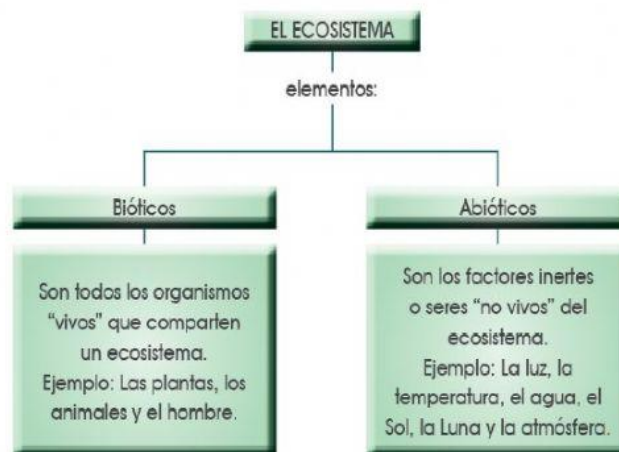 EL ECOSISTEMA
elementos:
Bióticos
Son todos los organismos
"vivos" que comparten
un ecosistema.
Ejemplo: Las plantas, los
animales y el hombre.
Abióticos
Son los factores inertes
o seres "no vivos" del
ecosistema.
Ejemplo: La luz, la
temperatura, el agua, el
Sol, la Luna y la atmósfera.